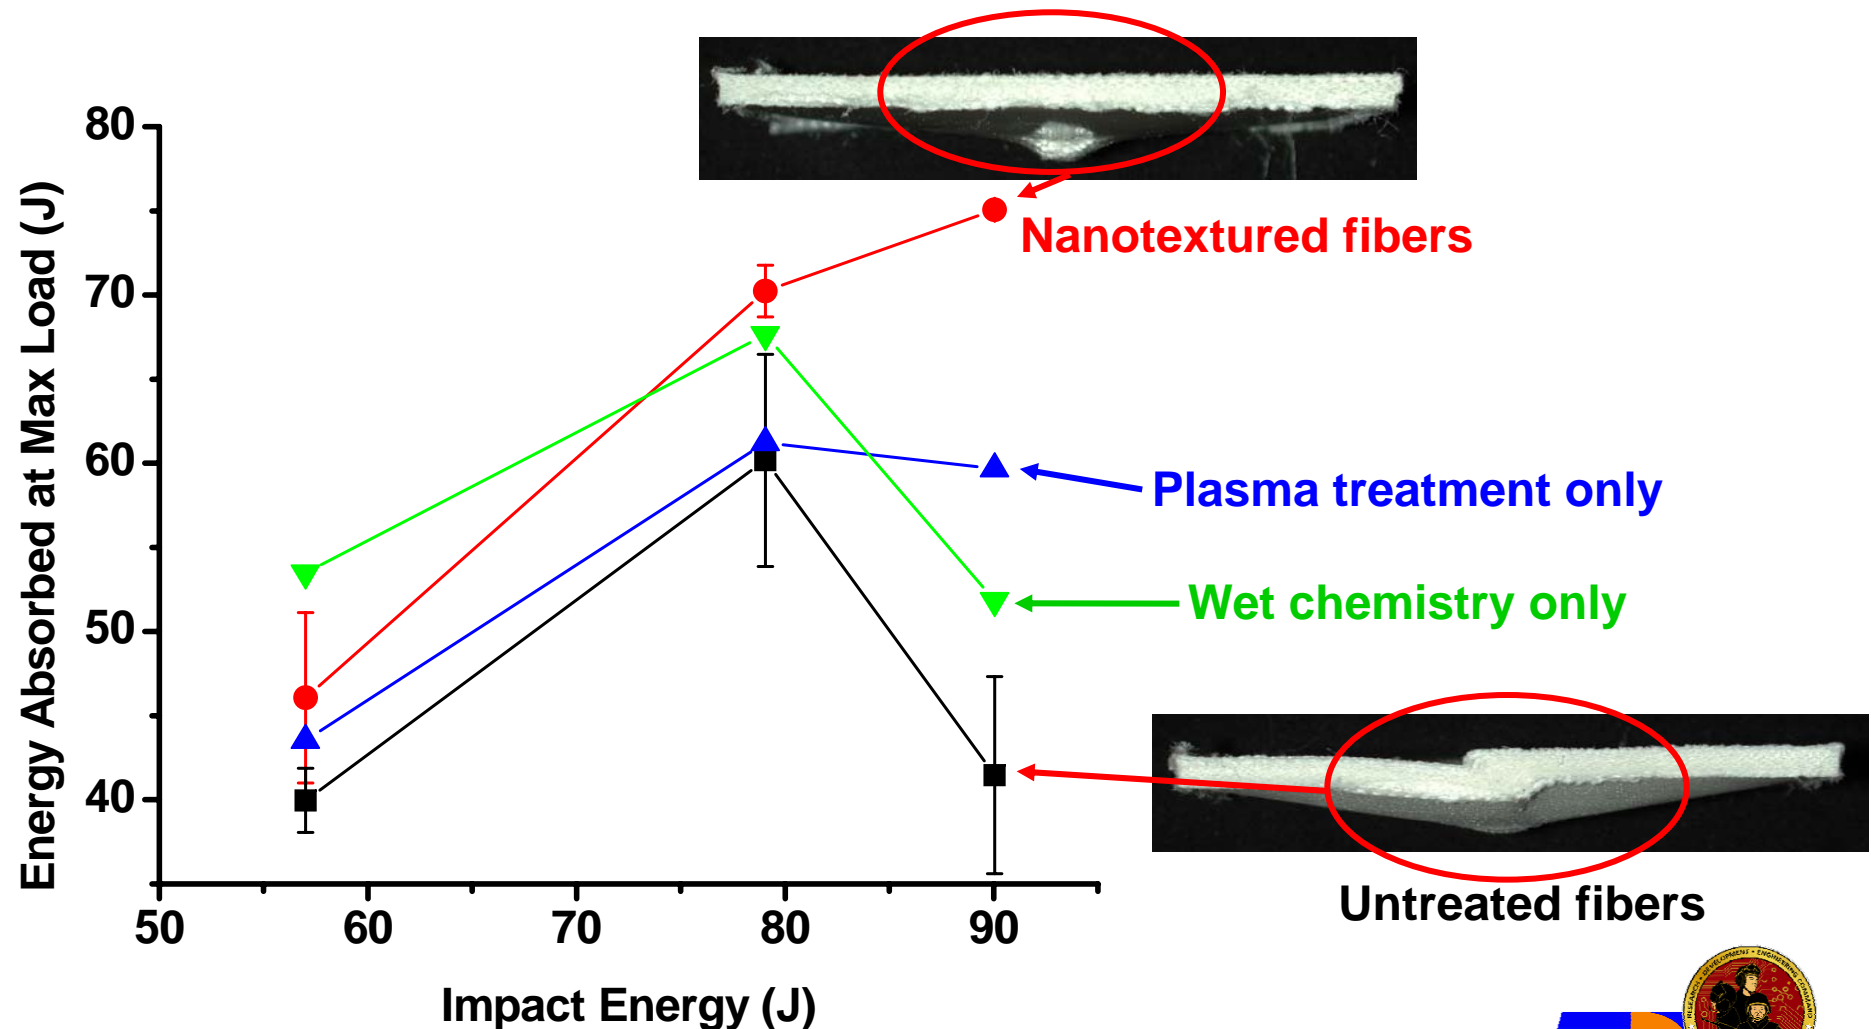 80
70
60
50
40
Energy Absorbed at Max Load (J)
50
60
70
80
90
Impact Energy (J)
Nanotextured fibers
Plasma treatment only
Wet chemistry only
Untreated fibers